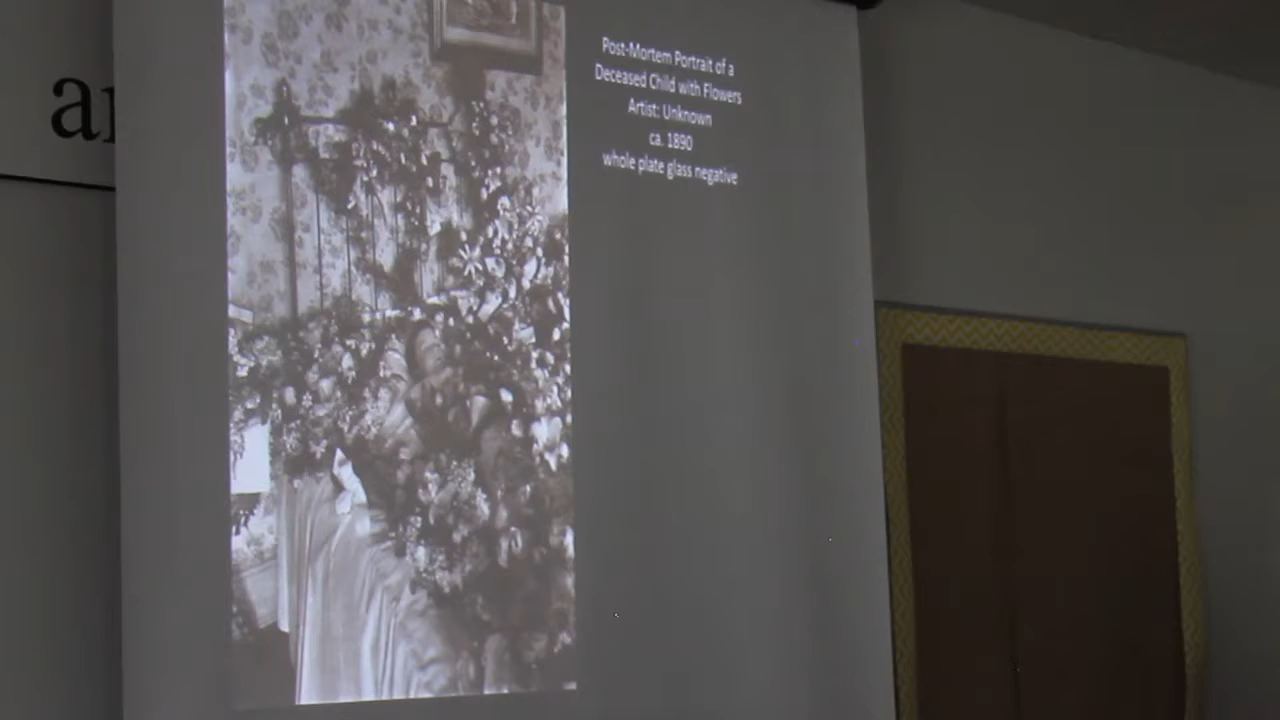 Post-Mortem Portrait of a
Deceased Child with Flowers
Artist: Unknown
ca. 1890
whole plate glass negative